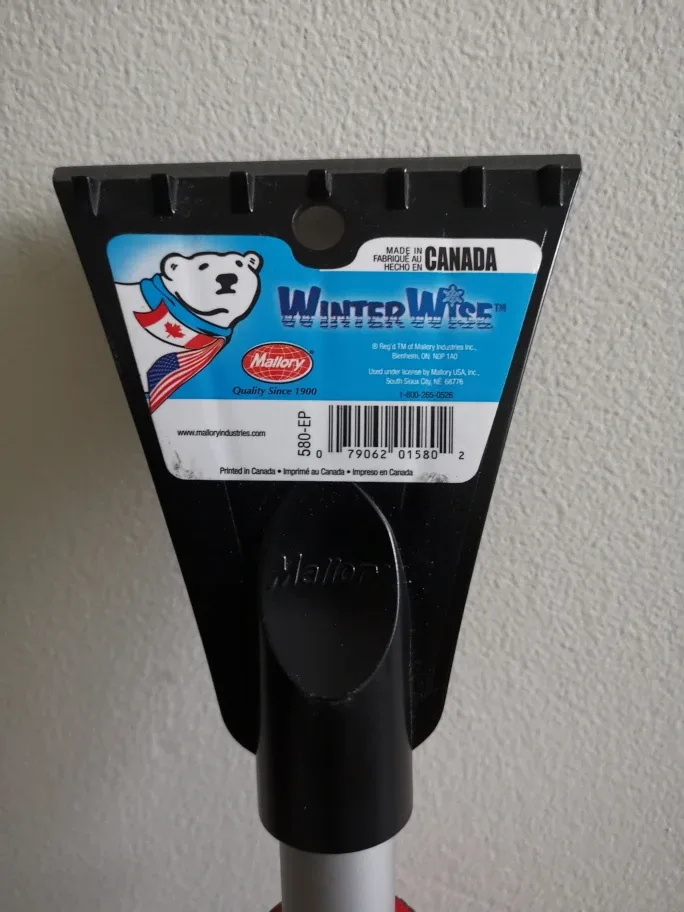 MADE IN
FABRIQUÉ AU
HECHO EN
CANADA
WINTER WISE™
® Reg'd TM of Mallory Industries Inc.,
Blenheim, ON N0P 1A0
Mallory®
Used under license by Mallory USA, Inc.,
South Sioux City, NE 68776
Quality Since 1900
1-800-265-0526
www.malloryindustries.com
580-EP
0 79062 01580 2
Printed in Canada • Imprimé au Canada • Impreso en Canada
Mallory